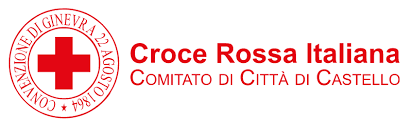 CONVENZIONE DI GINEVRA 22 AGOSTO 1864
Croce Rossa Italiana
Comitato di Città di Castello